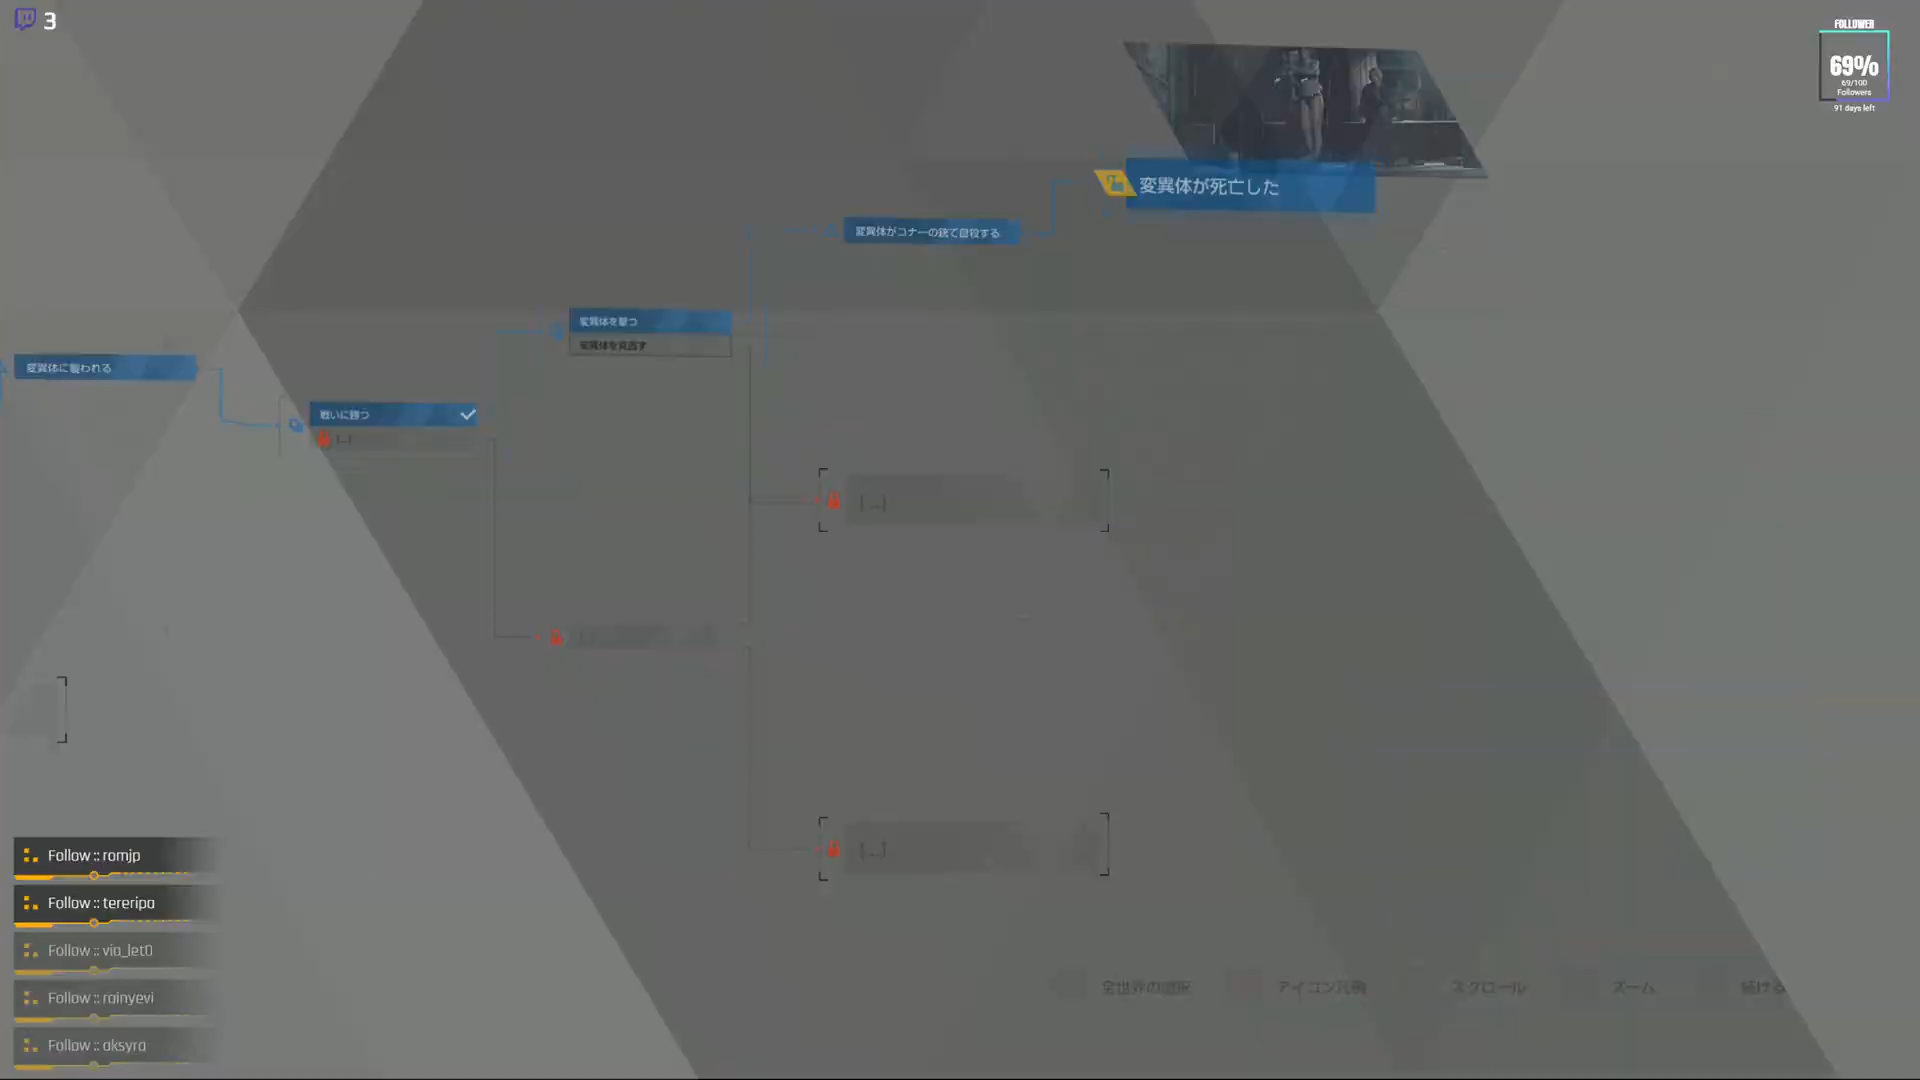 3
FOLLOWER
69%
69/100
Followers
91 days left
変異体が死亡した
変異体がコナーの銃で自殺する
変異体を撃つ
変異体を見逃す
変異体に襲われる
戦いに勝つ
[...]
[...]
[...]
Follow :: romjp
Follow :: tereripa
Follow :: via_let0
Follow :: rainyevi
Follow :: aksyra
全世界の選択
アイコン凡例
スクロール
ズーム
続ける